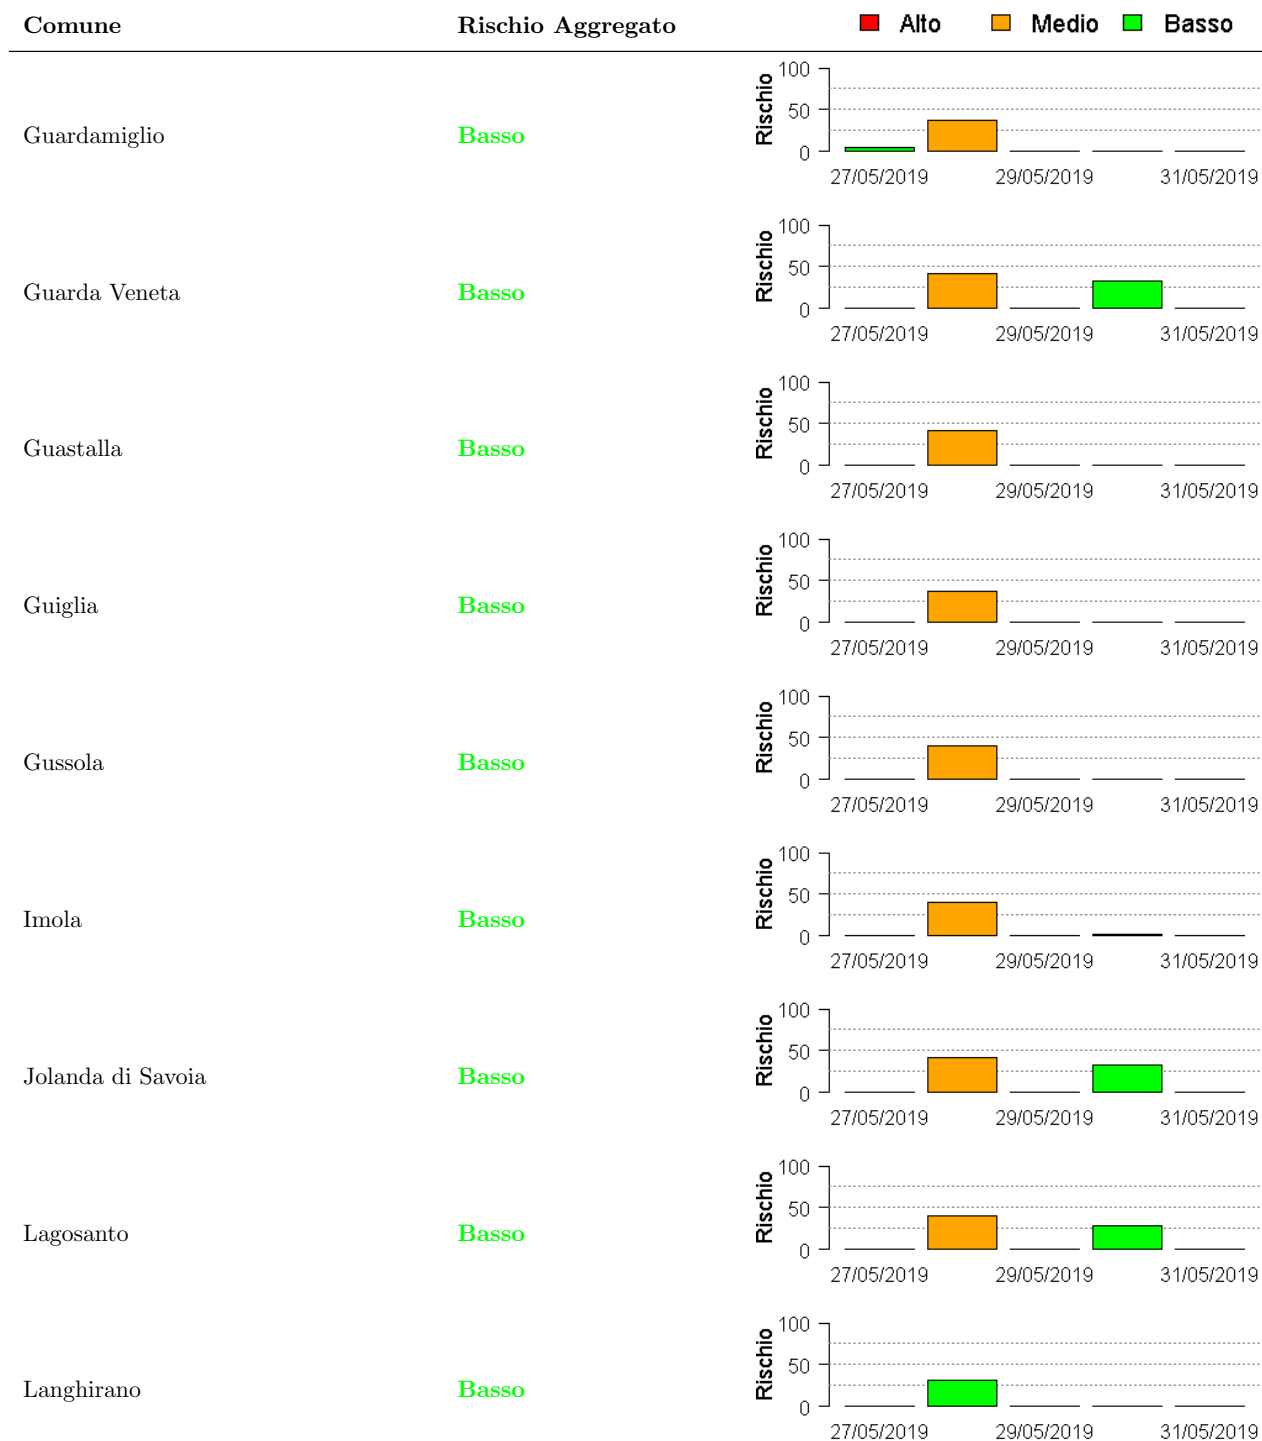 Comune Rischio Aggregato Alto Medio Basso
Guardamiglio Basso Rischio 100 50 0
27/05/2019 29/05/2019 31/05/2019
Guarda Veneta Basso Rischio 100 50 0
27/05/2019 29/05/2019 31/05/2019
Guastalla Basso Rischio 100 50 0
27/05/2019 29/05/2019 31/05/2019
Guiglia Basso Rischio 100 50 0
27/05/2019 29/05/2019 31/05/2019
Gussola Basso Rischio 100 50 0
27/05/2019 29/05/2019 31/05/2019
Imola Basso Rischio 100 50 0
27/05/2019 29/05/2019 31/05/2019
Jolanda di Savoia Basso Rischio 100 50 0
27/05/2019 29/05/2019 31/05/2019
Lagosanto Basso Rischio 100 50 0
27/05/2019 29/05/2019 31/05/2019
Langhirano Basso Rischio 100 50 0
27/05/2019 29/05/2019 31/05/2019